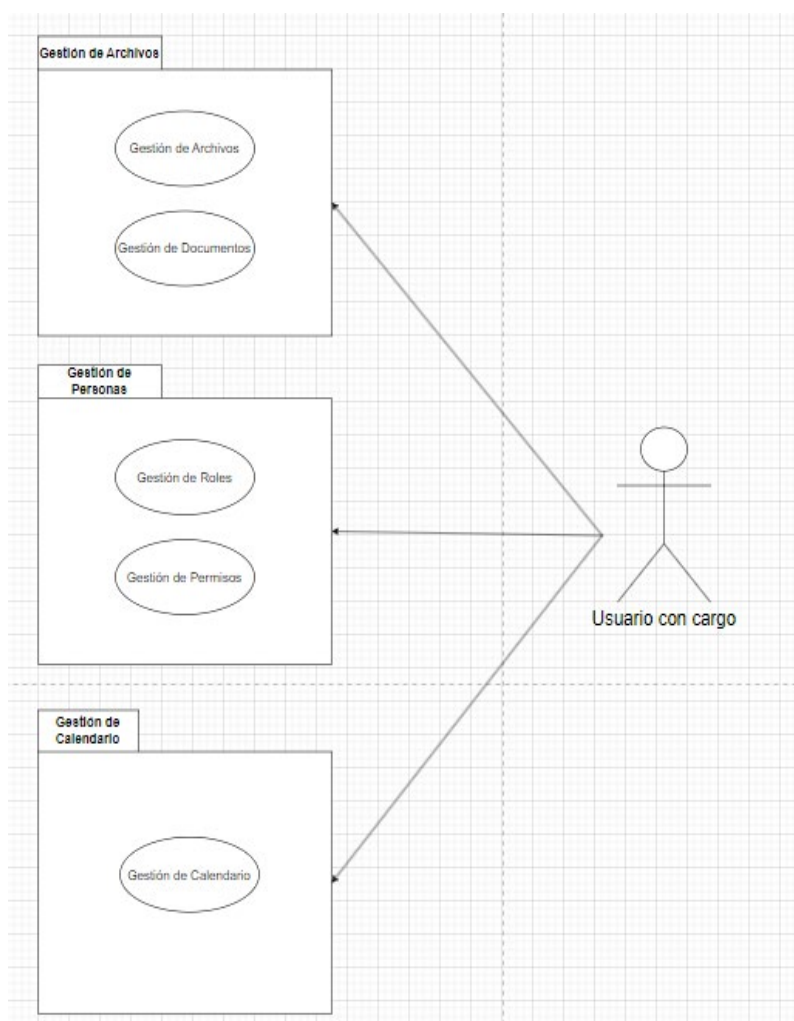 Gestión de Archivos
Gestión de Archivos
Gestión de Documentos
Gestión de
Personas
Gestión de Roles
Gestión de Permisos
Usuario con cargo
Gestión de
Calendario
Gestión de Calendario